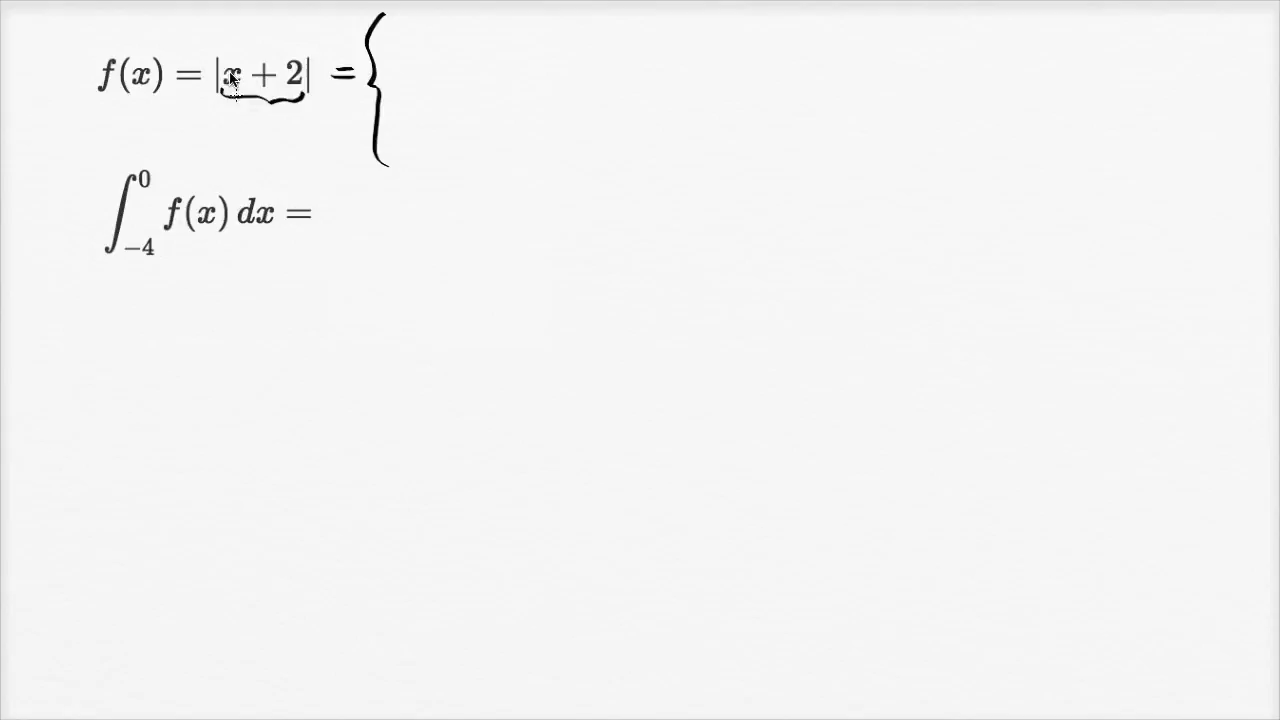 f(x) = |x + 2| = {
∫_{-4}^{0} f(x) dx =